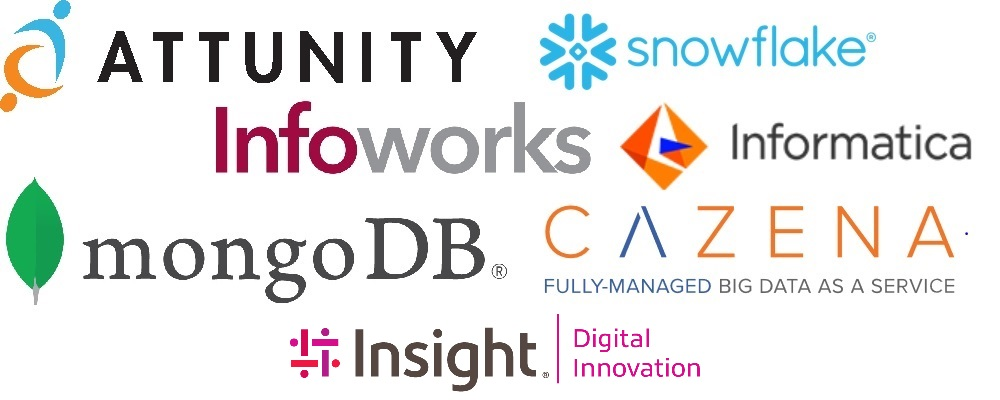 ATTUNITY
snowflake®
Infoworks
Informatica
mongoDB®
CAZENA
FULLY-MANAGED BIG DATA AS A SERVICE
Insight®
Digital
Innovation